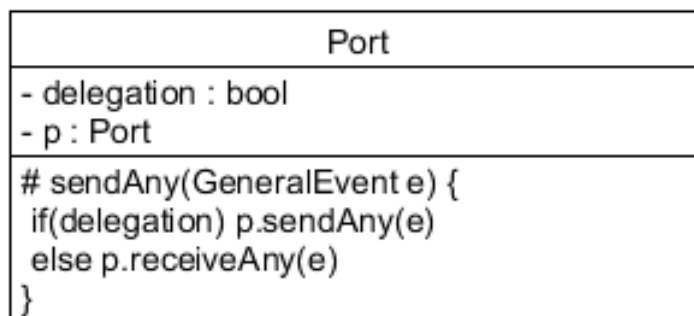 Port
- delegation : bool
- p : Port
# sendAny(GeneralEvent e) {
if(delegation) p.sendAny(e)
else p.receiveAny(e)
}